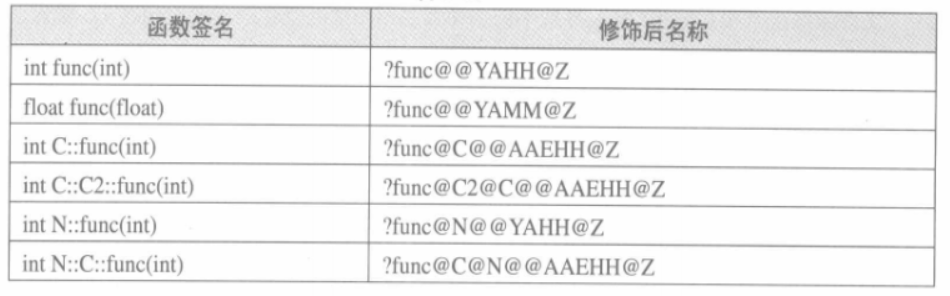 函数签名 修饰后名称
int func(int) ?func@@YAHH@Z
float func(float) ?func@@YAMM@Z
int C::func(int) ?func@C@@AAEHH@Z
int C::C2::func(int) ?func@C2@C@@AAEHH@Z
int N::func(int) ?func@N@@YAHH@Z
int N::C::func(int) ?func@C@N@@AAEHH@Z